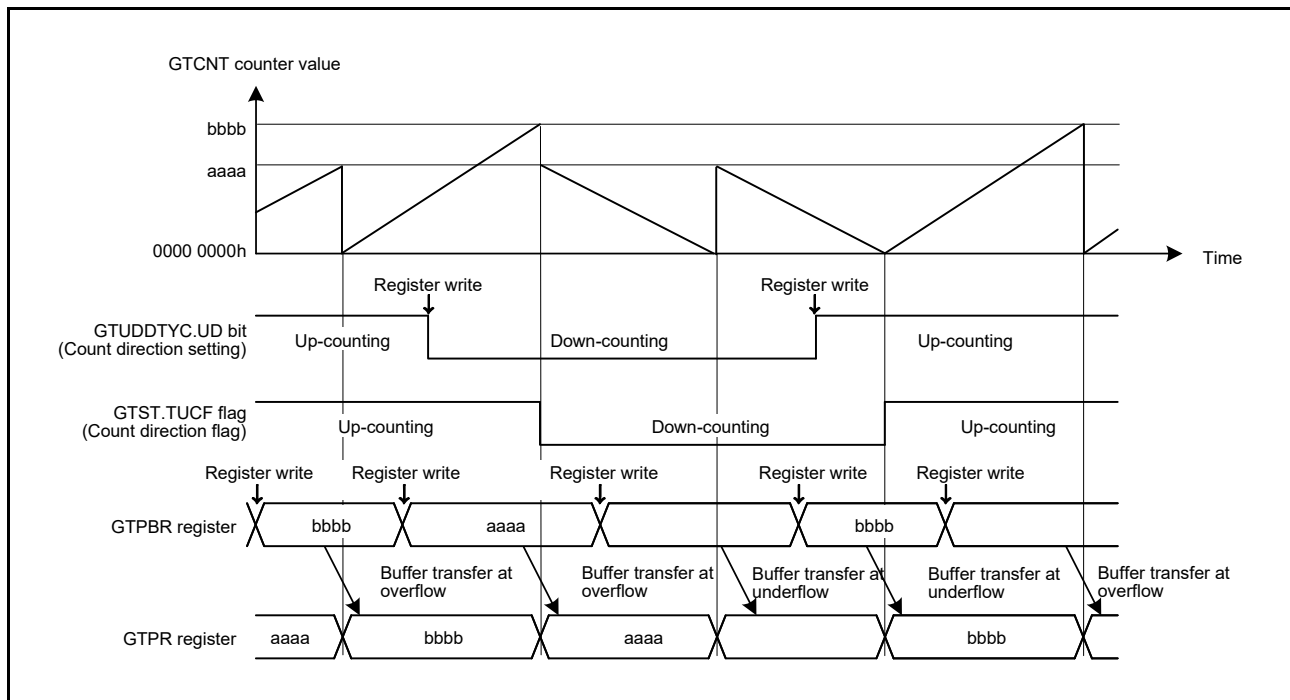 GTCNT counter value
bbbb
aaaa
0000 0000h
Time
Register write
Register write
GTUDDTYC.UD bit
(Count direction setting)
Up-counting
Down-counting
Up-counting
GTST.TUCF flag
(Count direction flag)
Up-counting
Down-counting
Up-counting
Register write
Register write
Register write
Register write
Register write
GTPBR register
bbbb
aaaa
bbbb
Buffer transfer at
overflow
Buffer transfer at
overflow
Buffer transfer at
underflow
Buffer transfer at
underflow
Buffer transfer at
overflow
GTPR register
aaaa
bbbb
aaaa
bbbb